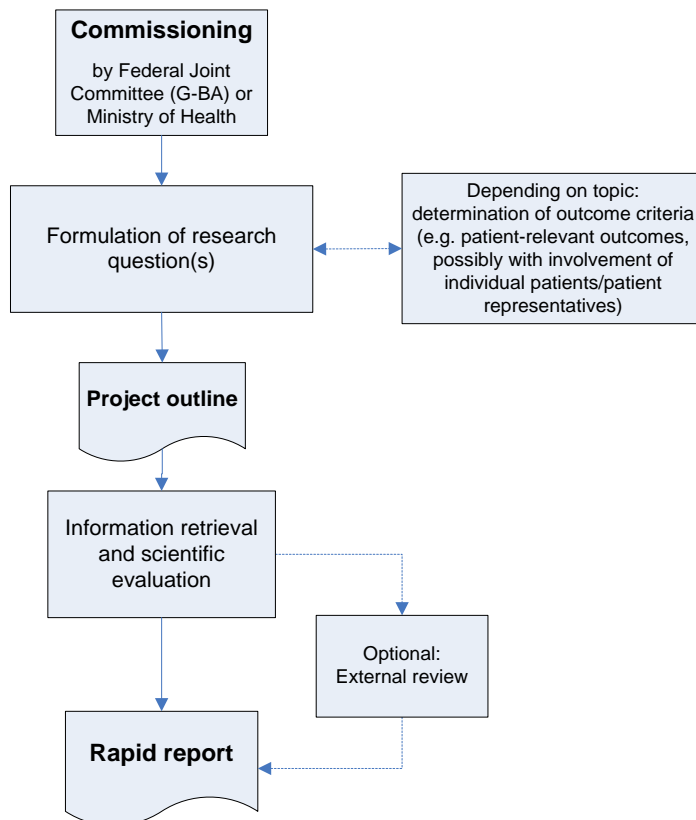 Commissioning
by Federal Joint
Committee (G-BA) or
Ministry of Health
Formulation of research
question(s)
Depending on topic:
determination of outcome criteria
(e.g. patient-relevant outcomes,
possibly with involvement of
individual patients/patient
representatives)
Project outline
Information retrieval
and scientific
evaluation
Optional:
External review
Rapid report